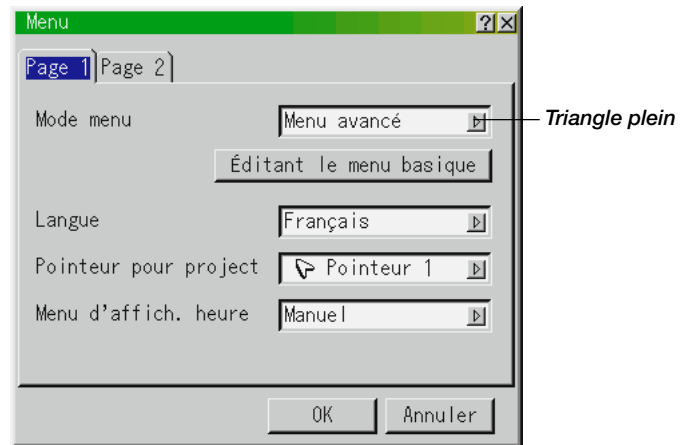 Menu ? ×
Page 1 Page 2
Mode menu Menu avancé Triangle plein
Éditant le menu basique
Langue Français
Pointeur pour project Pointeur 1
Menu d'affich. heure Manuel
OK Annuler